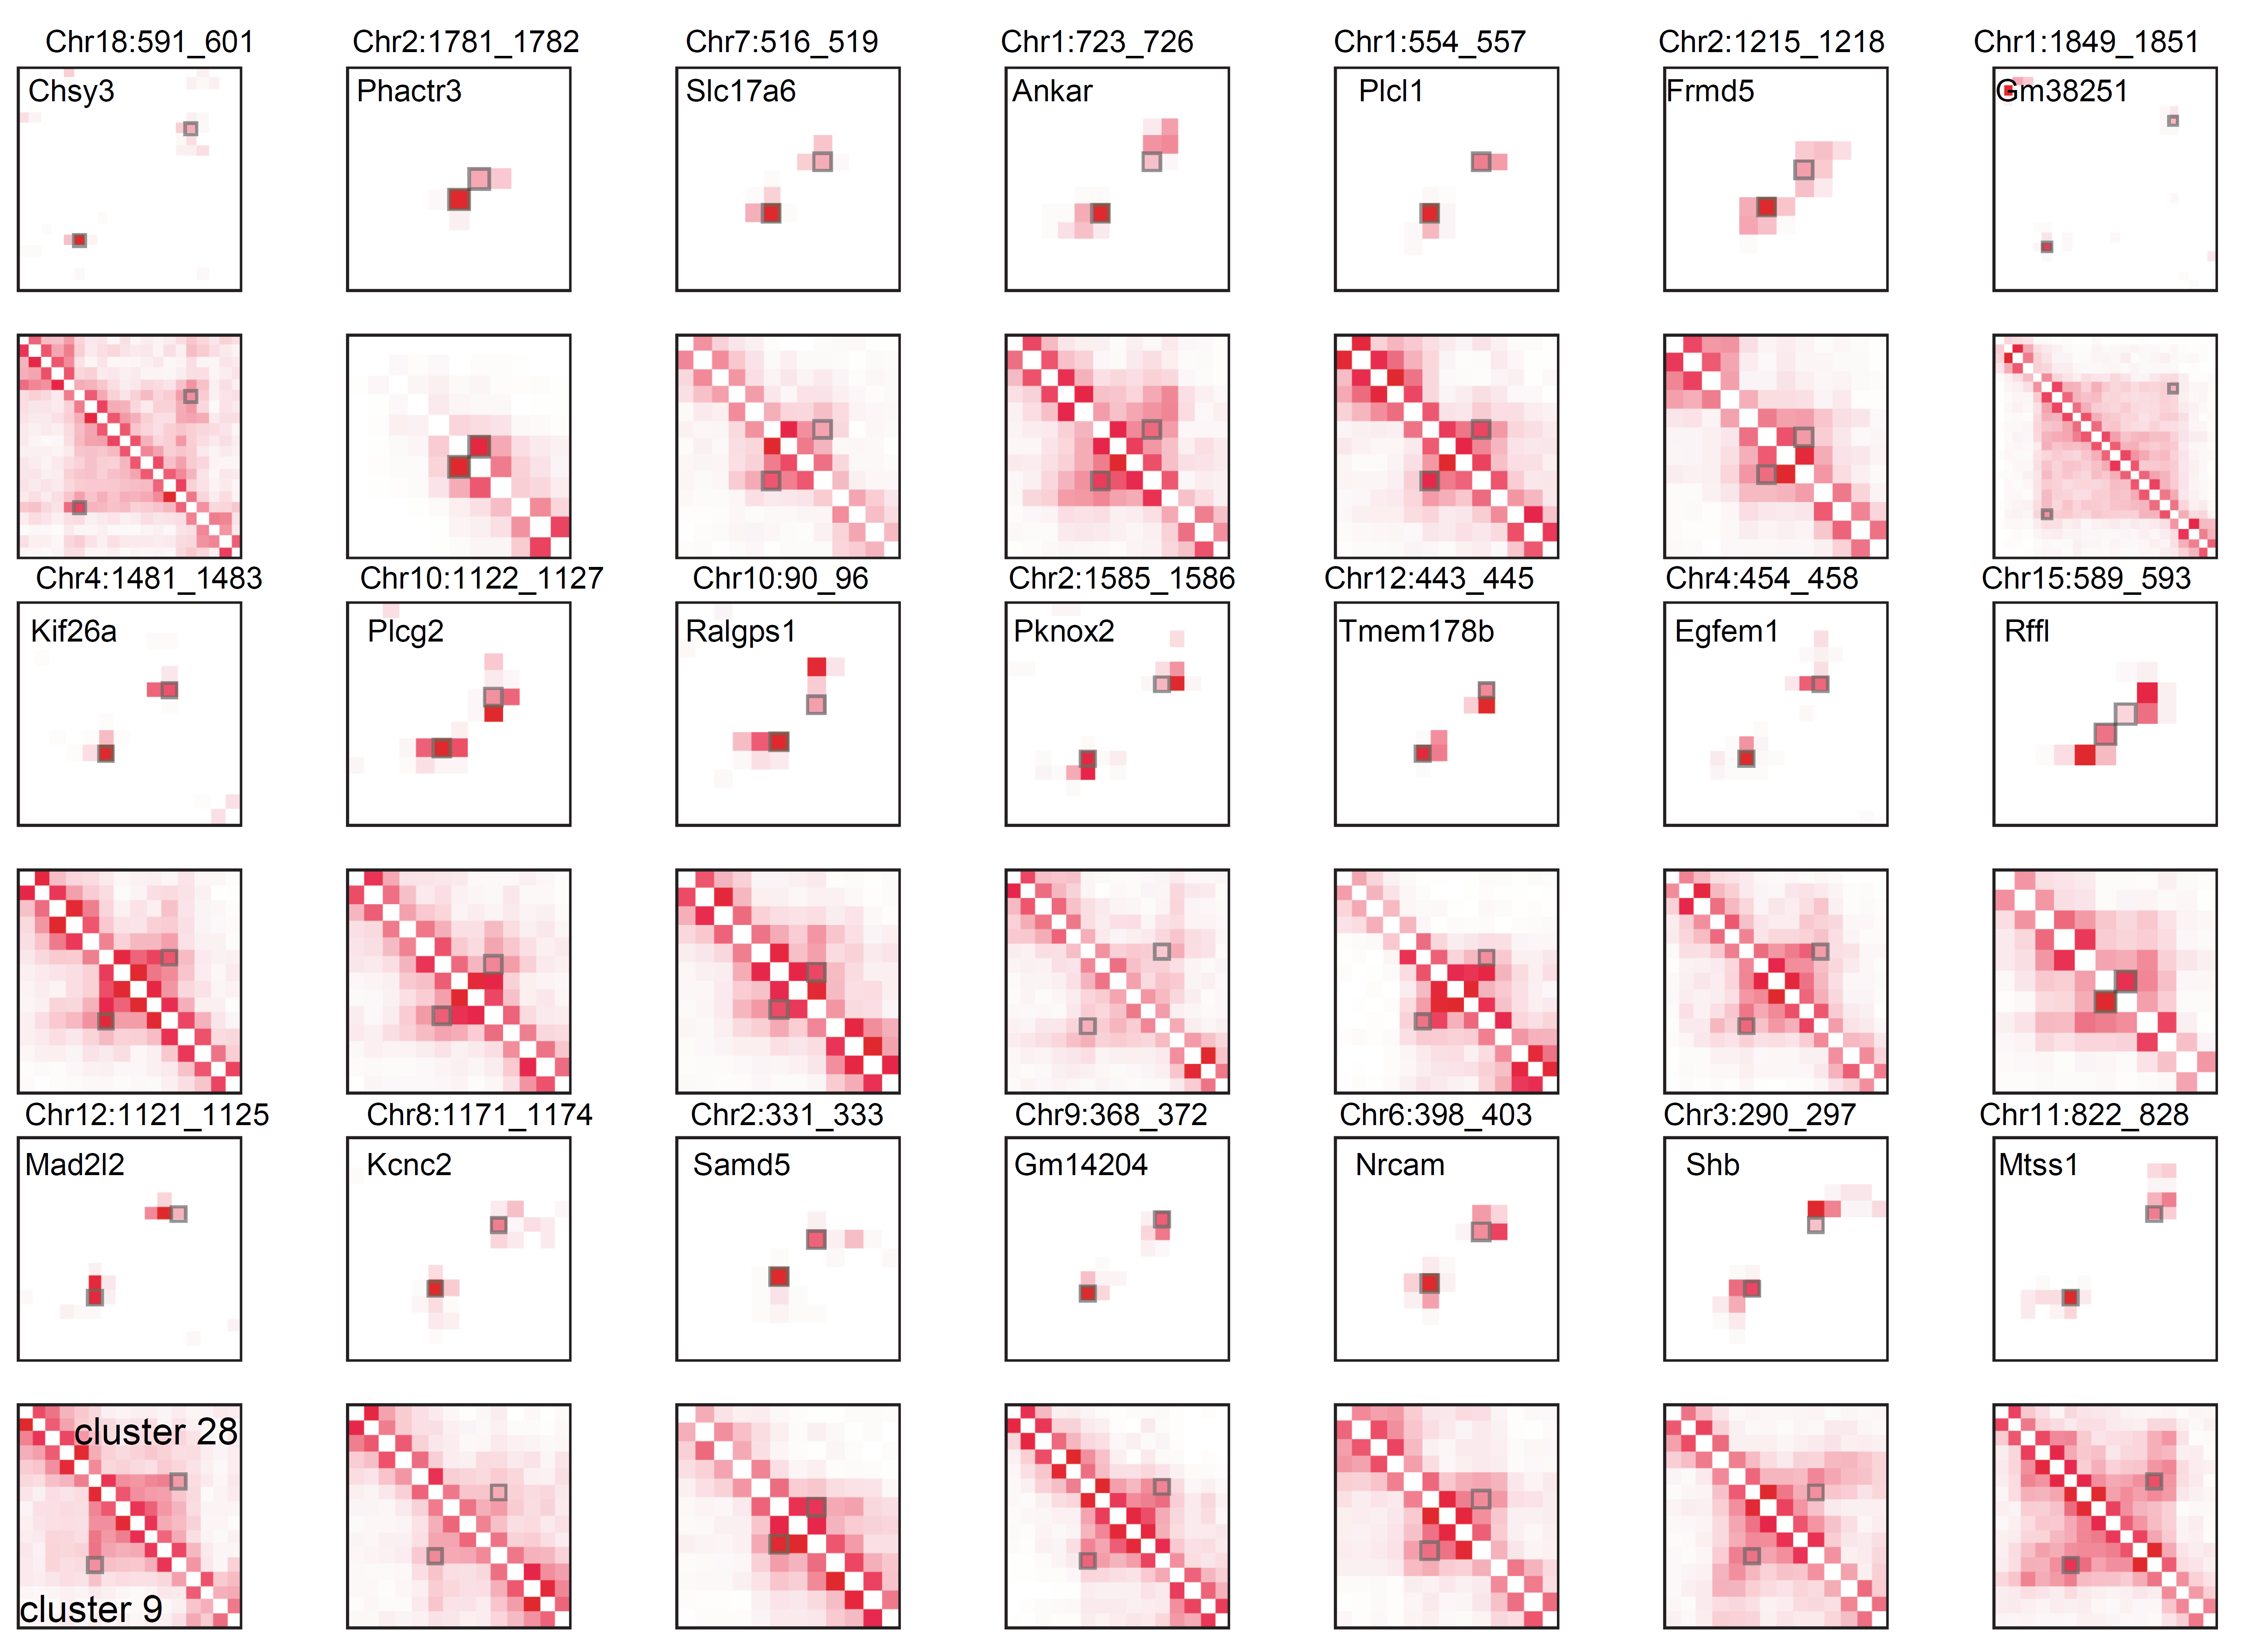 Chr18:591_601 Chr2:1781_1782 Chr7:516_519 Chr1:723_726 Chr1:554_557 Chr2:1215_1218 Chr1:1849_1851
Chsy3 Phactr3 Slc17a6 Ankar Plcl1 Frmd5 Gm38251
Chr4:1481_1483 Chr10:1122_1127 Chr10:90_96 Chr2:1585_1586 Chr12:443_445 Chr4:454_458 Chr15:589_593
Kif26a Plcg2 Ralgps1 Pknox2 Tmem178b Egfem1 Rffl
Chr12:1121_1125 Chr8:1171_1174 Chr2:331_333 Chr9:368_372 Chr6:398_403 Chr3:290_297 Chr11:822_828
Mad2l2 Kcnc2 Samd5 Gm14204 Nrcam Shb Mtss1
cluster 28
cluster 9